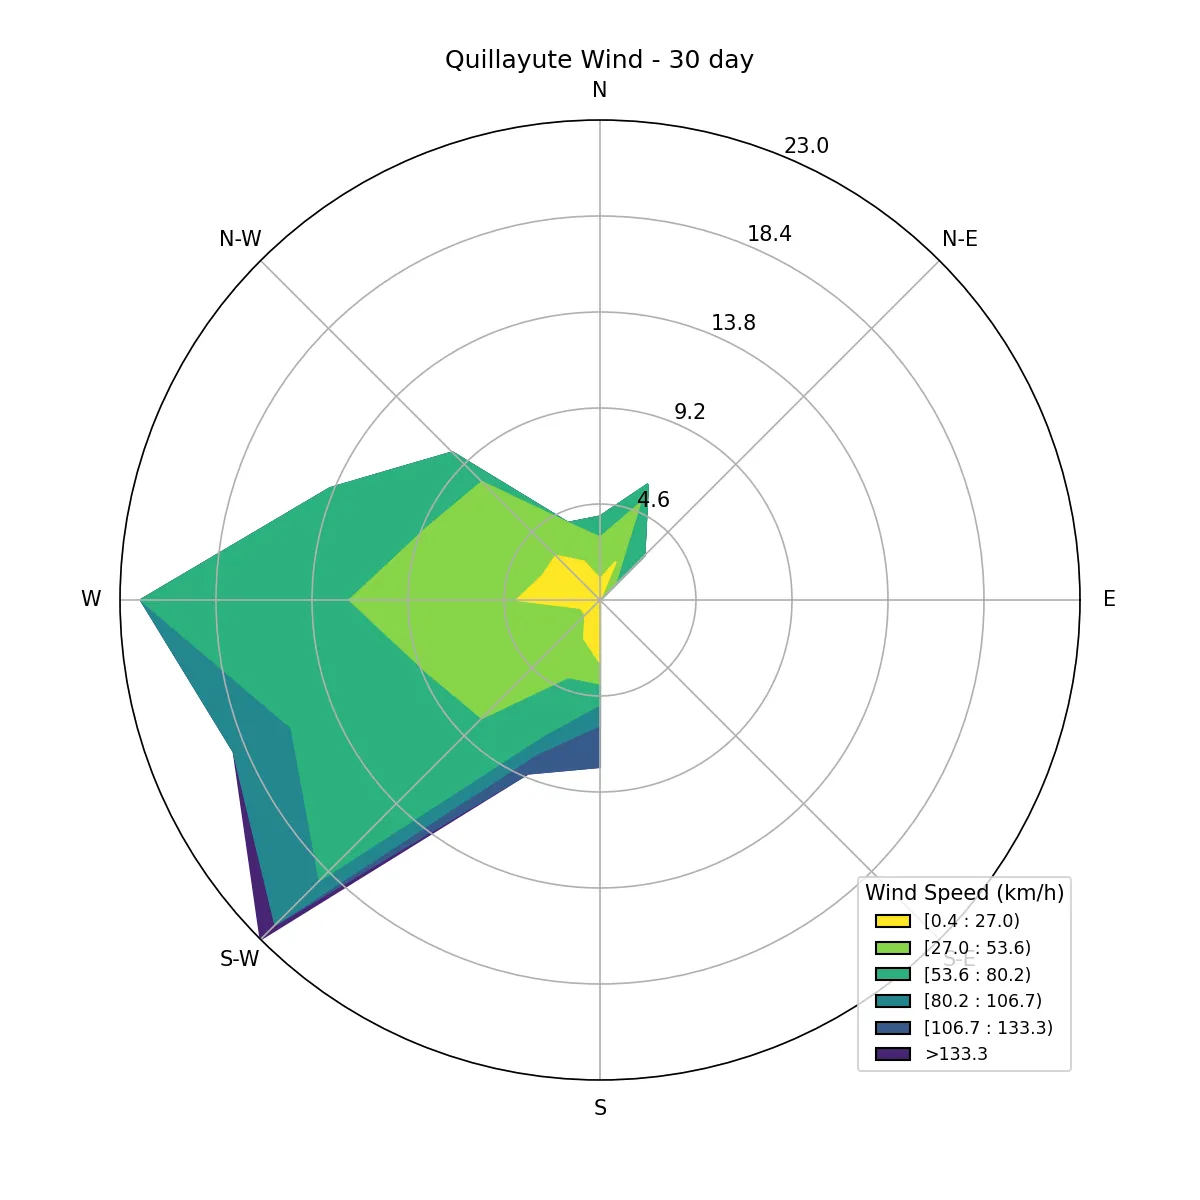 Quillayute Wind - 30 day
N
23.0
18.4
N-W
N-E
13.8
9.2
4.6
W
E
S-W
S-E
Wind Speed (km/h)
[0.4 : 27.0)
[27.0 : 53.6)
[53.6 : 80.2)
[80.2 : 106.7)
[106.7 : 133.3)
>133.3
S